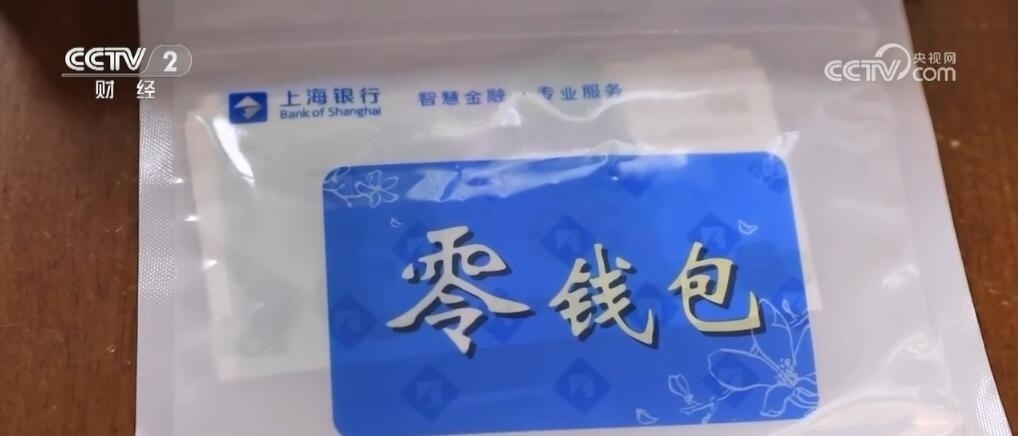 CCTV 2
财经
央视网
CCTV.com
上海银行
Bank of Shanghai
智慧金融·专业服务
零钱包